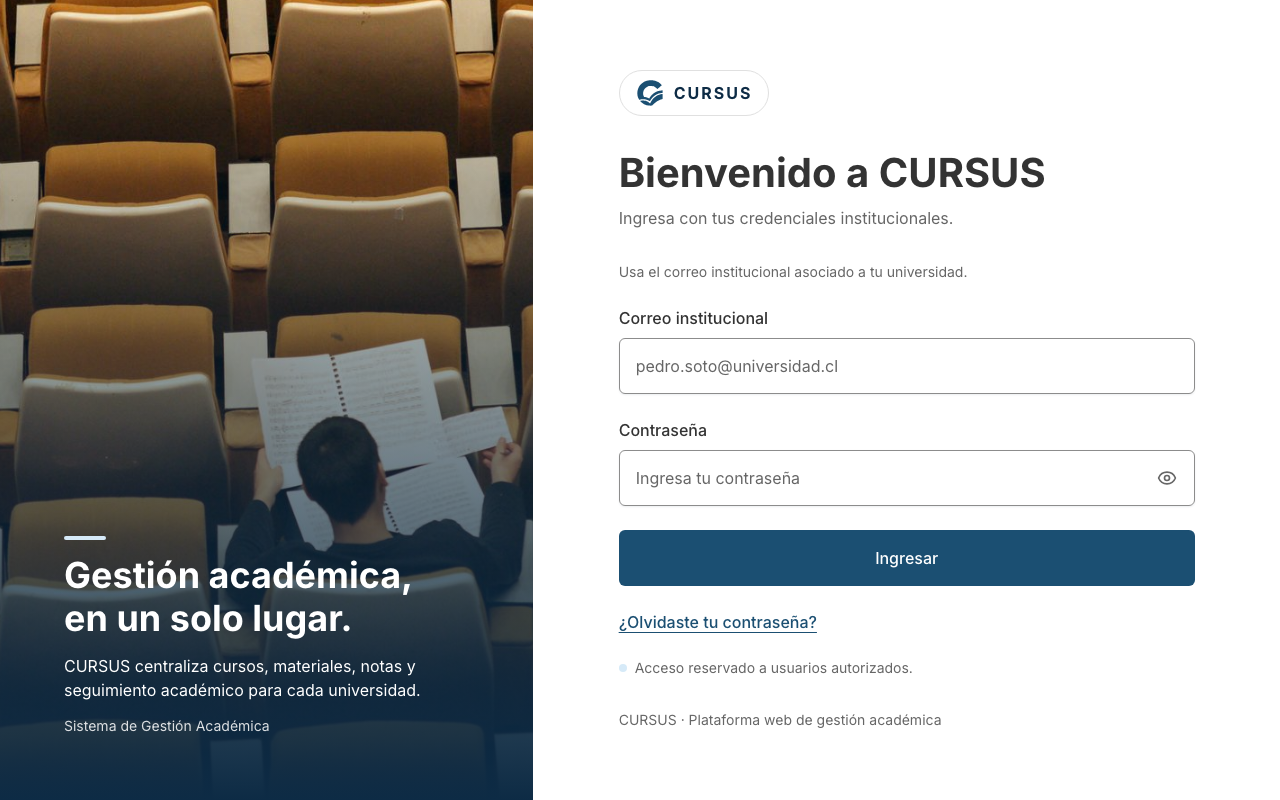 CURSUS
Bienvenido a CURSUS
Ingresa con tus credenciales institucionales.
Usa el correo institucional asociado a tu universidad.
Correo institucional
pedro.soto@universidad.cl
Contraseña
Ingresa tu contraseña
Ingresar
¿Olvidaste tu contraseña?
Acceso reservado a usuarios autorizados.
CURSUS · Plataforma web de gestión académica
Gestión académica,
en un solo lugar.
CURSUS centraliza cursos, materiales, notas y
seguimiento académico para cada universidad.
Sistema de Gestión Académica